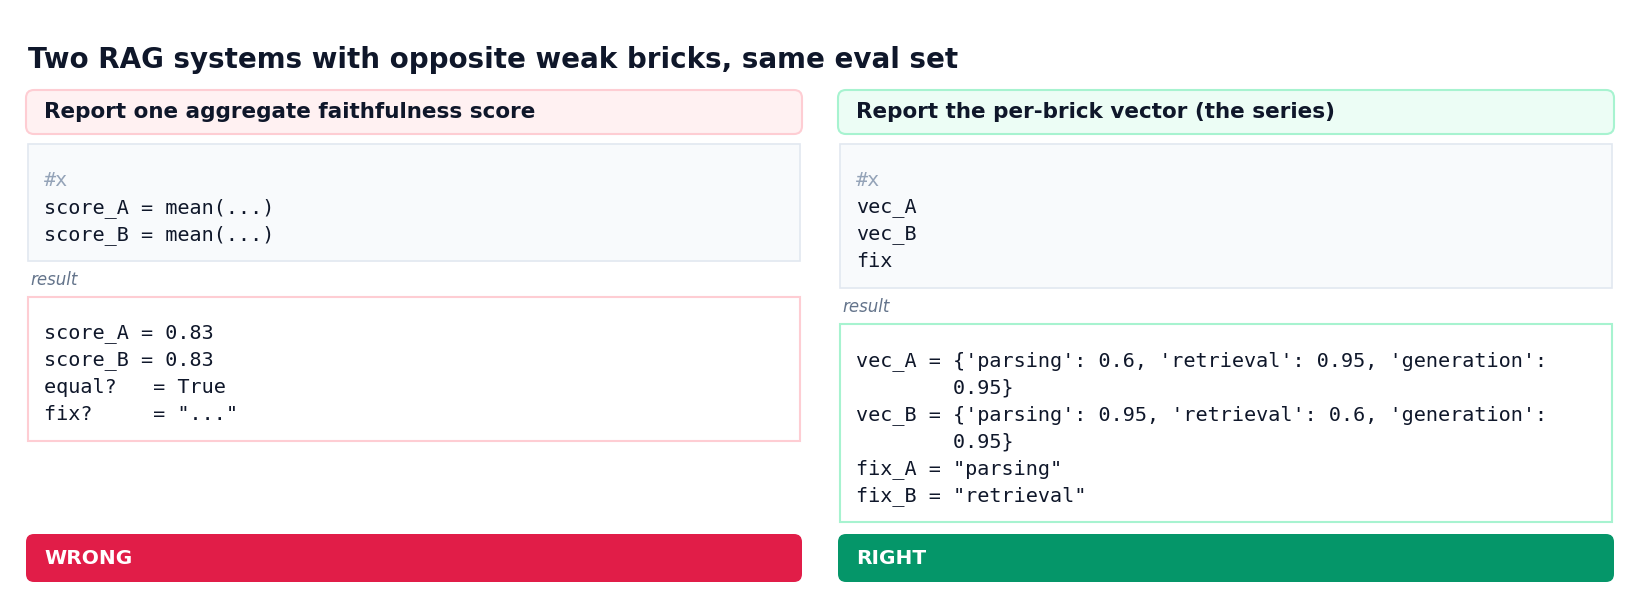 Two RAG systems with opposite weak bricks, same eval set
Report one aggregate faithfulness score
#x
score_A = mean(...)
score_B = mean(...)
result
score_A = 0.83
score_B = 0.83
equal?   = True
fix?     = "..."
WRONG
Report the per-brick vector (the series)
#x
vec_A
vec_B
fix
result
vec_A = {'parsing': 0.6, 'retrieval': 0.95, 'generation':
        0.95}
vec_B = {'parsing': 0.95, 'retrieval': 0.6, 'generation':
        0.95}
fix_A = "parsing"
fix_B = "retrieval"
RIGHT